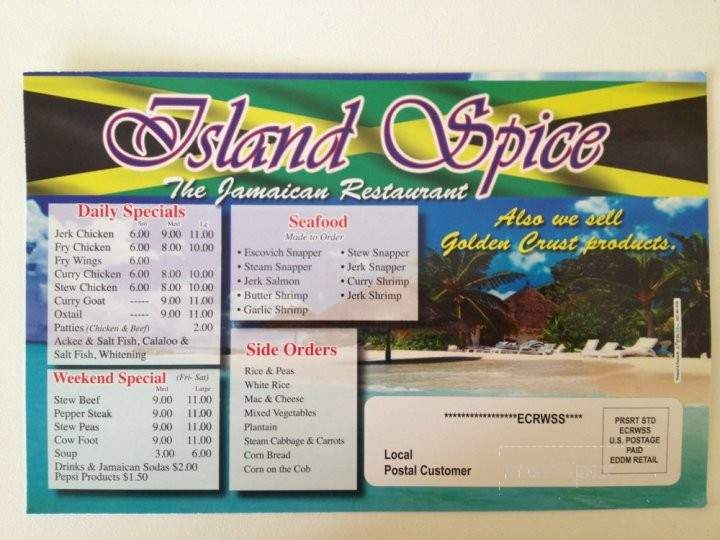 Island Spice
The Jamaican Restaurant
Also we sell
Golden Crust products.
Daily Specials
Sm Med Lg
Jerk Chicken 6.00 9.00 11.00
Fry Chicken 6.00 8.00 10.00
Fry Wings 6.00
Curry Chicken 6.00 8.00 10.00
Stew Chicken 6.00 8.00 10.00
Curry Goat ----- 9.00 11.00
Oxtail ----- 9.00 11.00
Patties (Chicken & Beef) 2.00
Ackee & Salt Fish, Calaloo &
Salt Fish, Whitening
Weekend Special (Fri- Sat)
Med Large
Stew Beef 9.00 11.00
Pepper Steak 9.00 11.00
Stew Peas 9.00 11.00
Cow Foot 9.00 11.00
Soup 3.00 6.00
Drinks & Jamaican Sodas $2.00
Pepsi Products $1.50
Seafood
Made to Order
• Escovich Snapper • Stew Snapper
• Steam Snapper • Jerk Snapper
• Jerk Salmon • Curry Shrimp
• Butter Shrimp • Jerk Shrimp
• Garlic Shrimp
Side Orders
Rice & Peas
White Rice
Mac & Cheese
Mixed Vegetables
Plantain
Steam Cabbage & Carrots
Corn Bread
Corn on the Cob
*****************ECRWSS****
Local
Postal Customer
PRSRT STD
ECRWSS
U.S. POSTAGE
PAID
EDDM RETAIL